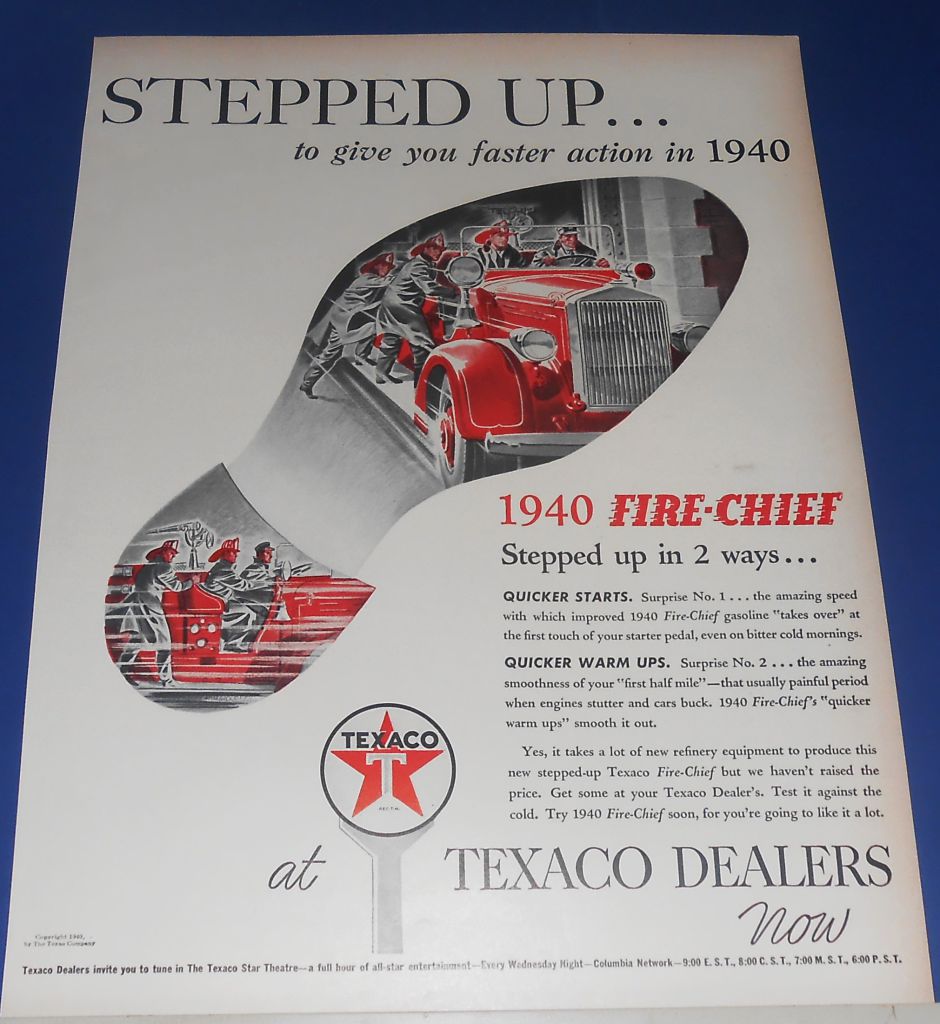 STEPPED UP...
to give you faster action in 1940
1940 FIRE-CHIEF
Stepped up in 2 ways...
QUICKER STARTS. Surprise No. 1 . . . the amazing speed
with which improved 1940 Fire-Chief gasoline "takes over" at
the first touch of your starter pedal, even on bitter cold mornings.
QUICKER WARM UPS. Surprise No. 2 . . . the amazing
smoothness of your "first half mile"—that usually painful period
when engines stutter and cars buck. 1940 Fire-Chief's "quicker
warm ups" smooth it out.
Yes, it takes a lot of new refinery equipment to produce this
new stepped-up Texaco Fire-Chief but we haven't raised the
price. Get some at your Texaco Dealer's. Test it against the
cold. Try 1940 Fire-Chief soon, for you're going to like it a lot.
TEXACO
T
REG. T.M.
at TEXACO DEALERS
now
Copyright 1940,
by The Texas Company
Texaco Dealers invite you to tune in The Texaco Star Theatre—a full hour of all-star entertainment—Every Wednesday Night—Columbia Network—9:00 E. S. T., 8:00 C. S. T., 7:00 M. S. T., 6:00 P. S. T.